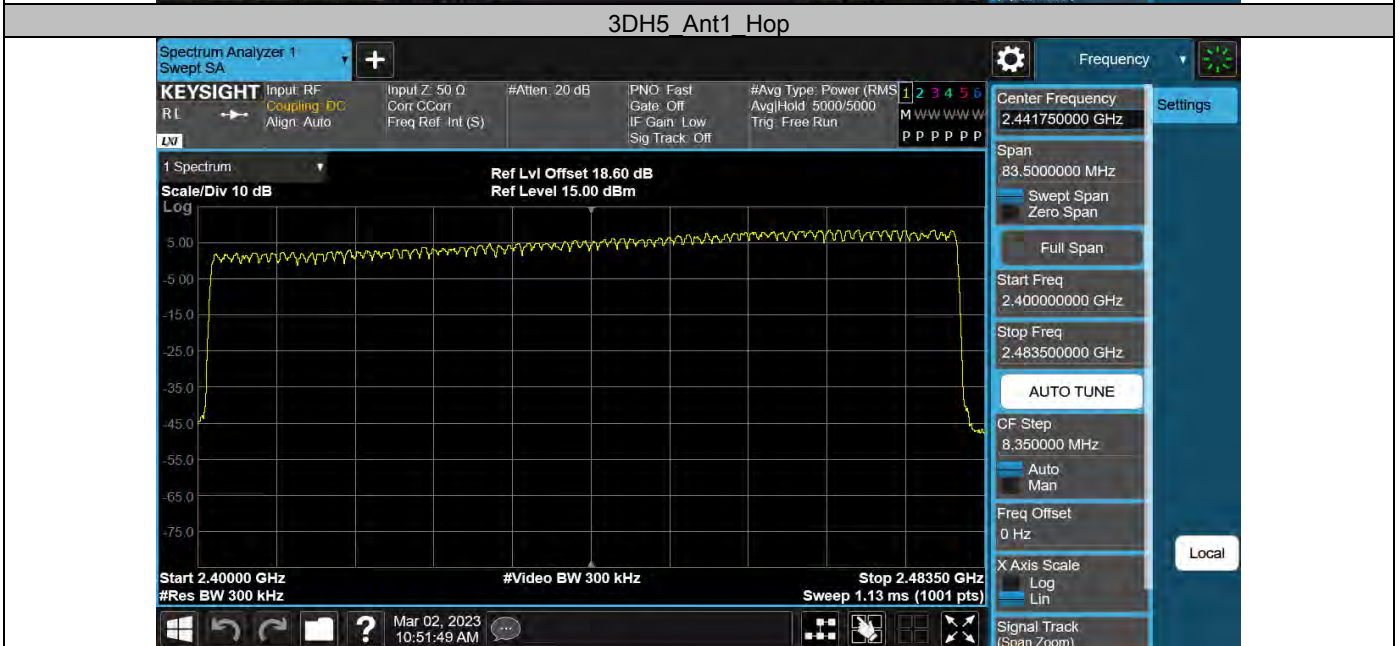 3DH5_Ant1_Hop
Spectrum Analyzer 1
Swept SA
Frequency
KEYSIGHT
R L
LXI
Input: RF
Coupling: DC
Align: Auto
Input Z: 50 Ω
Corr CCorr
Freq Ref: Int (S)
#Atten: 20 dB
PNO: Fast
Gate: Off
IF Gain: Low
Sig Track: Off
#Avg Type: Power (RMS
Avg|Hold: 5000/5000
Trig: Free Run
1 2 3 4 5 6
M W W W W W
P P P P P P
1 Spectrum
Scale/Div 10 dB
Ref Lvl Offset 18.60 dB
Ref Level 15.00 dBm
Log
5.00
-5.00
-15.0
-25.0
-35.0
-45.0
-55.0
-65.0
-75.0
Start 2.40000 GHz
#Video BW 300 kHz
Stop 2.48350 GHz
#Res BW 300 kHz
Sweep 1.13 ms (1001 pts)
Center Frequency
2.441750000 GHz
Settings
Span
83.5000000 MHz
Swept Span
Zero Span
Full Span
Start Freq
2.400000000 GHz
Stop Freq
2.483500000 GHz
AUTO TUNE
CF Step
8.350000 MHz
Auto
Man
Freq Offset
0 Hz
Local
X Axis Scale
Log
Lin
Signal Track
(Span Zoom)
?
Mar 02, 2023
10:51:49 AM